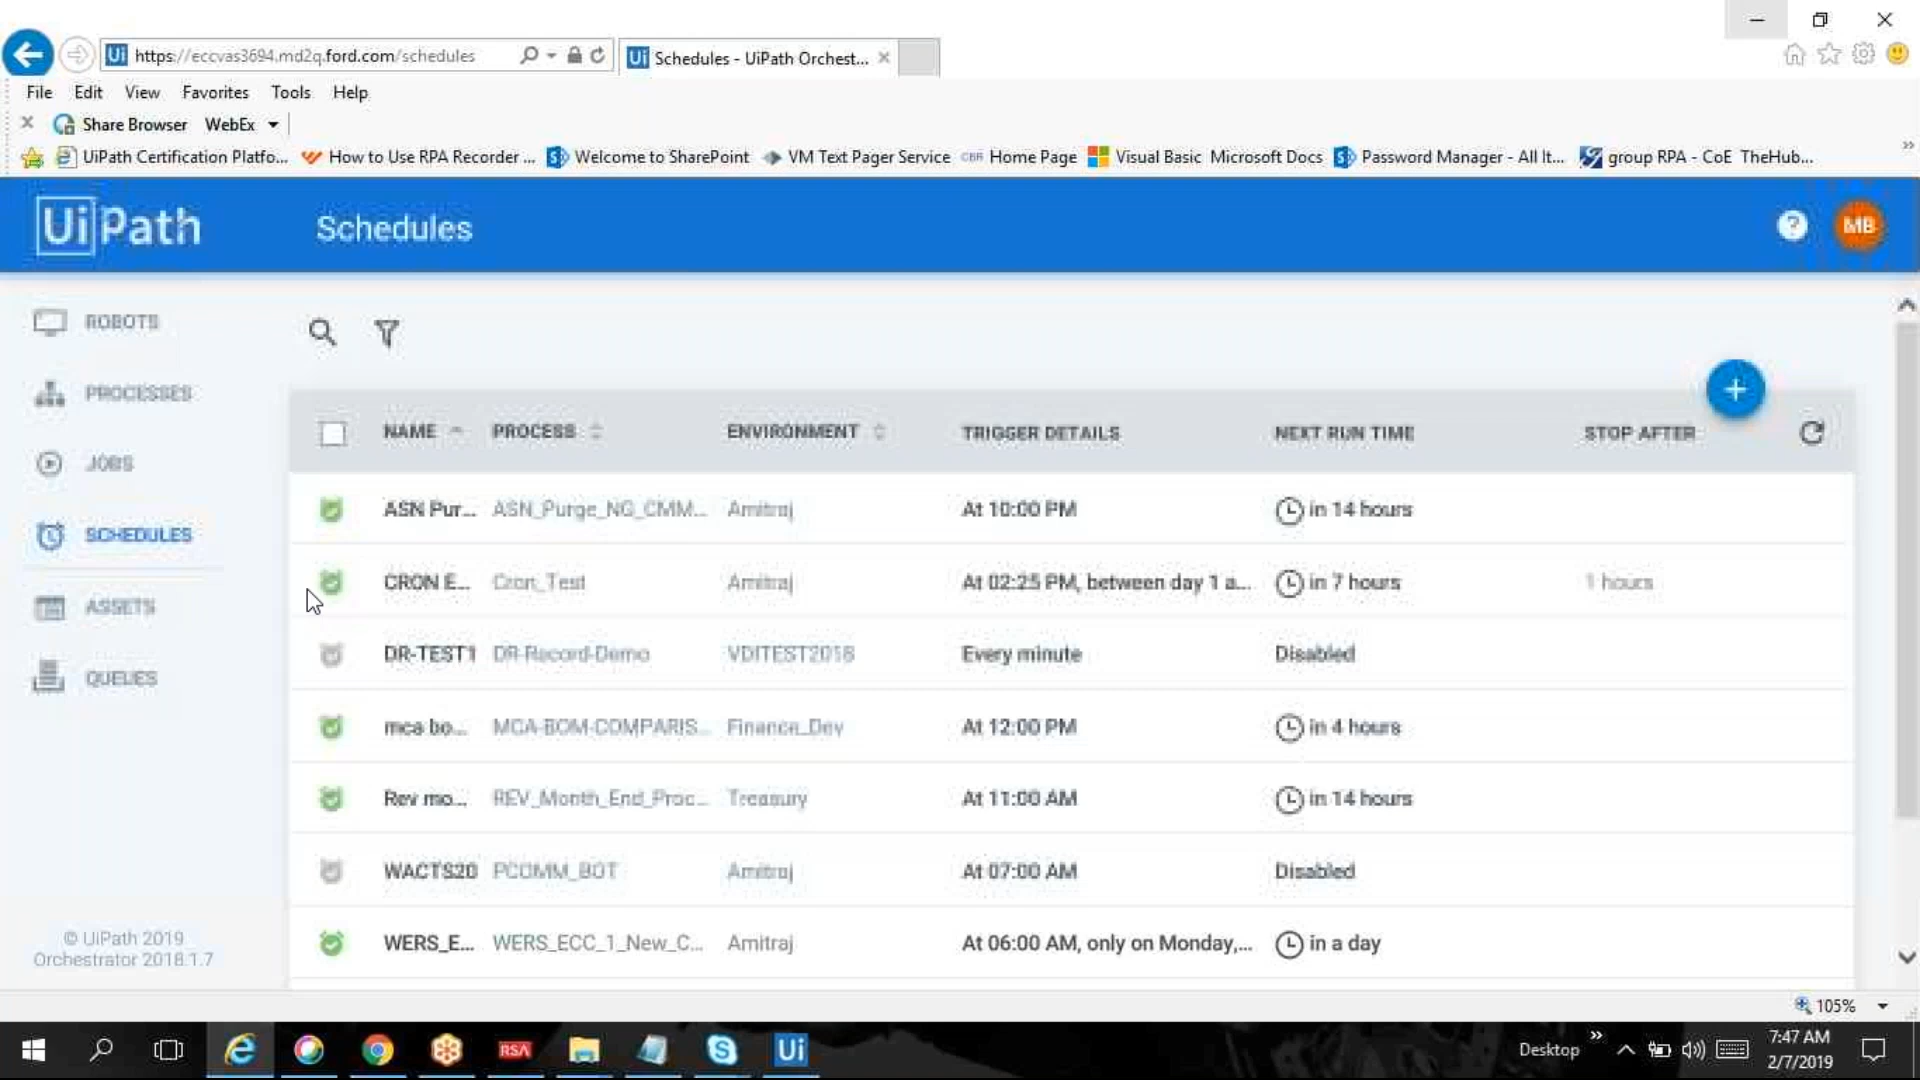 https://eccvas3694.md2q.ford.com/schedules
Ui Schedules - UiPath Orchest...
File Edit View Favorites Tools Help
Share Browser WebEx
UiPath Certification Platfo... How to Use RPA Recorder ... Welcome to SharePoint VM Text Pager Service CBR Home Page Visual Basic Microsoft Docs Password Manager - All It... group RPA - CoE TheHub...
UiPath Schedules ? MB
ROBOTS
PROCESSES
JOBS
SCHEDULES
ASSETS
QUEUES
NAME PROCESS ENVIRONMENT TRIGGER DETAILS NEXT RUN TIME STOP AFTER
ASN Pur... ASN_Purge_NG_CMM... Amitraj At 10:00 PM in 14 hours
CRON E... Cron_Test Amitraj At 02:25 PM, between day 1 a... in 7 hours 1 hours
DR-TEST1 DR-Record-Demo VDITEST2018 Every minute Disabled
mca bo... MCA-BOM-COMPARIS... Finance_Dev At 12:00 PM in 4 hours
Rev mo... REV_Month_End_Proc... Treasury At 11:00 AM in 14 hours
WACTS20 PCOMM_BOT Amitraj At 07:00 AM Disabled
WERS_E... WERS_ECC_1_New_C... Amitraj At 06:00 AM, only on Monday,... in a day
© UiPath 2019
Orchestrator 2018.1.7
105%
RSA
Ui
Desktop
7:47 AM
2/7/2019